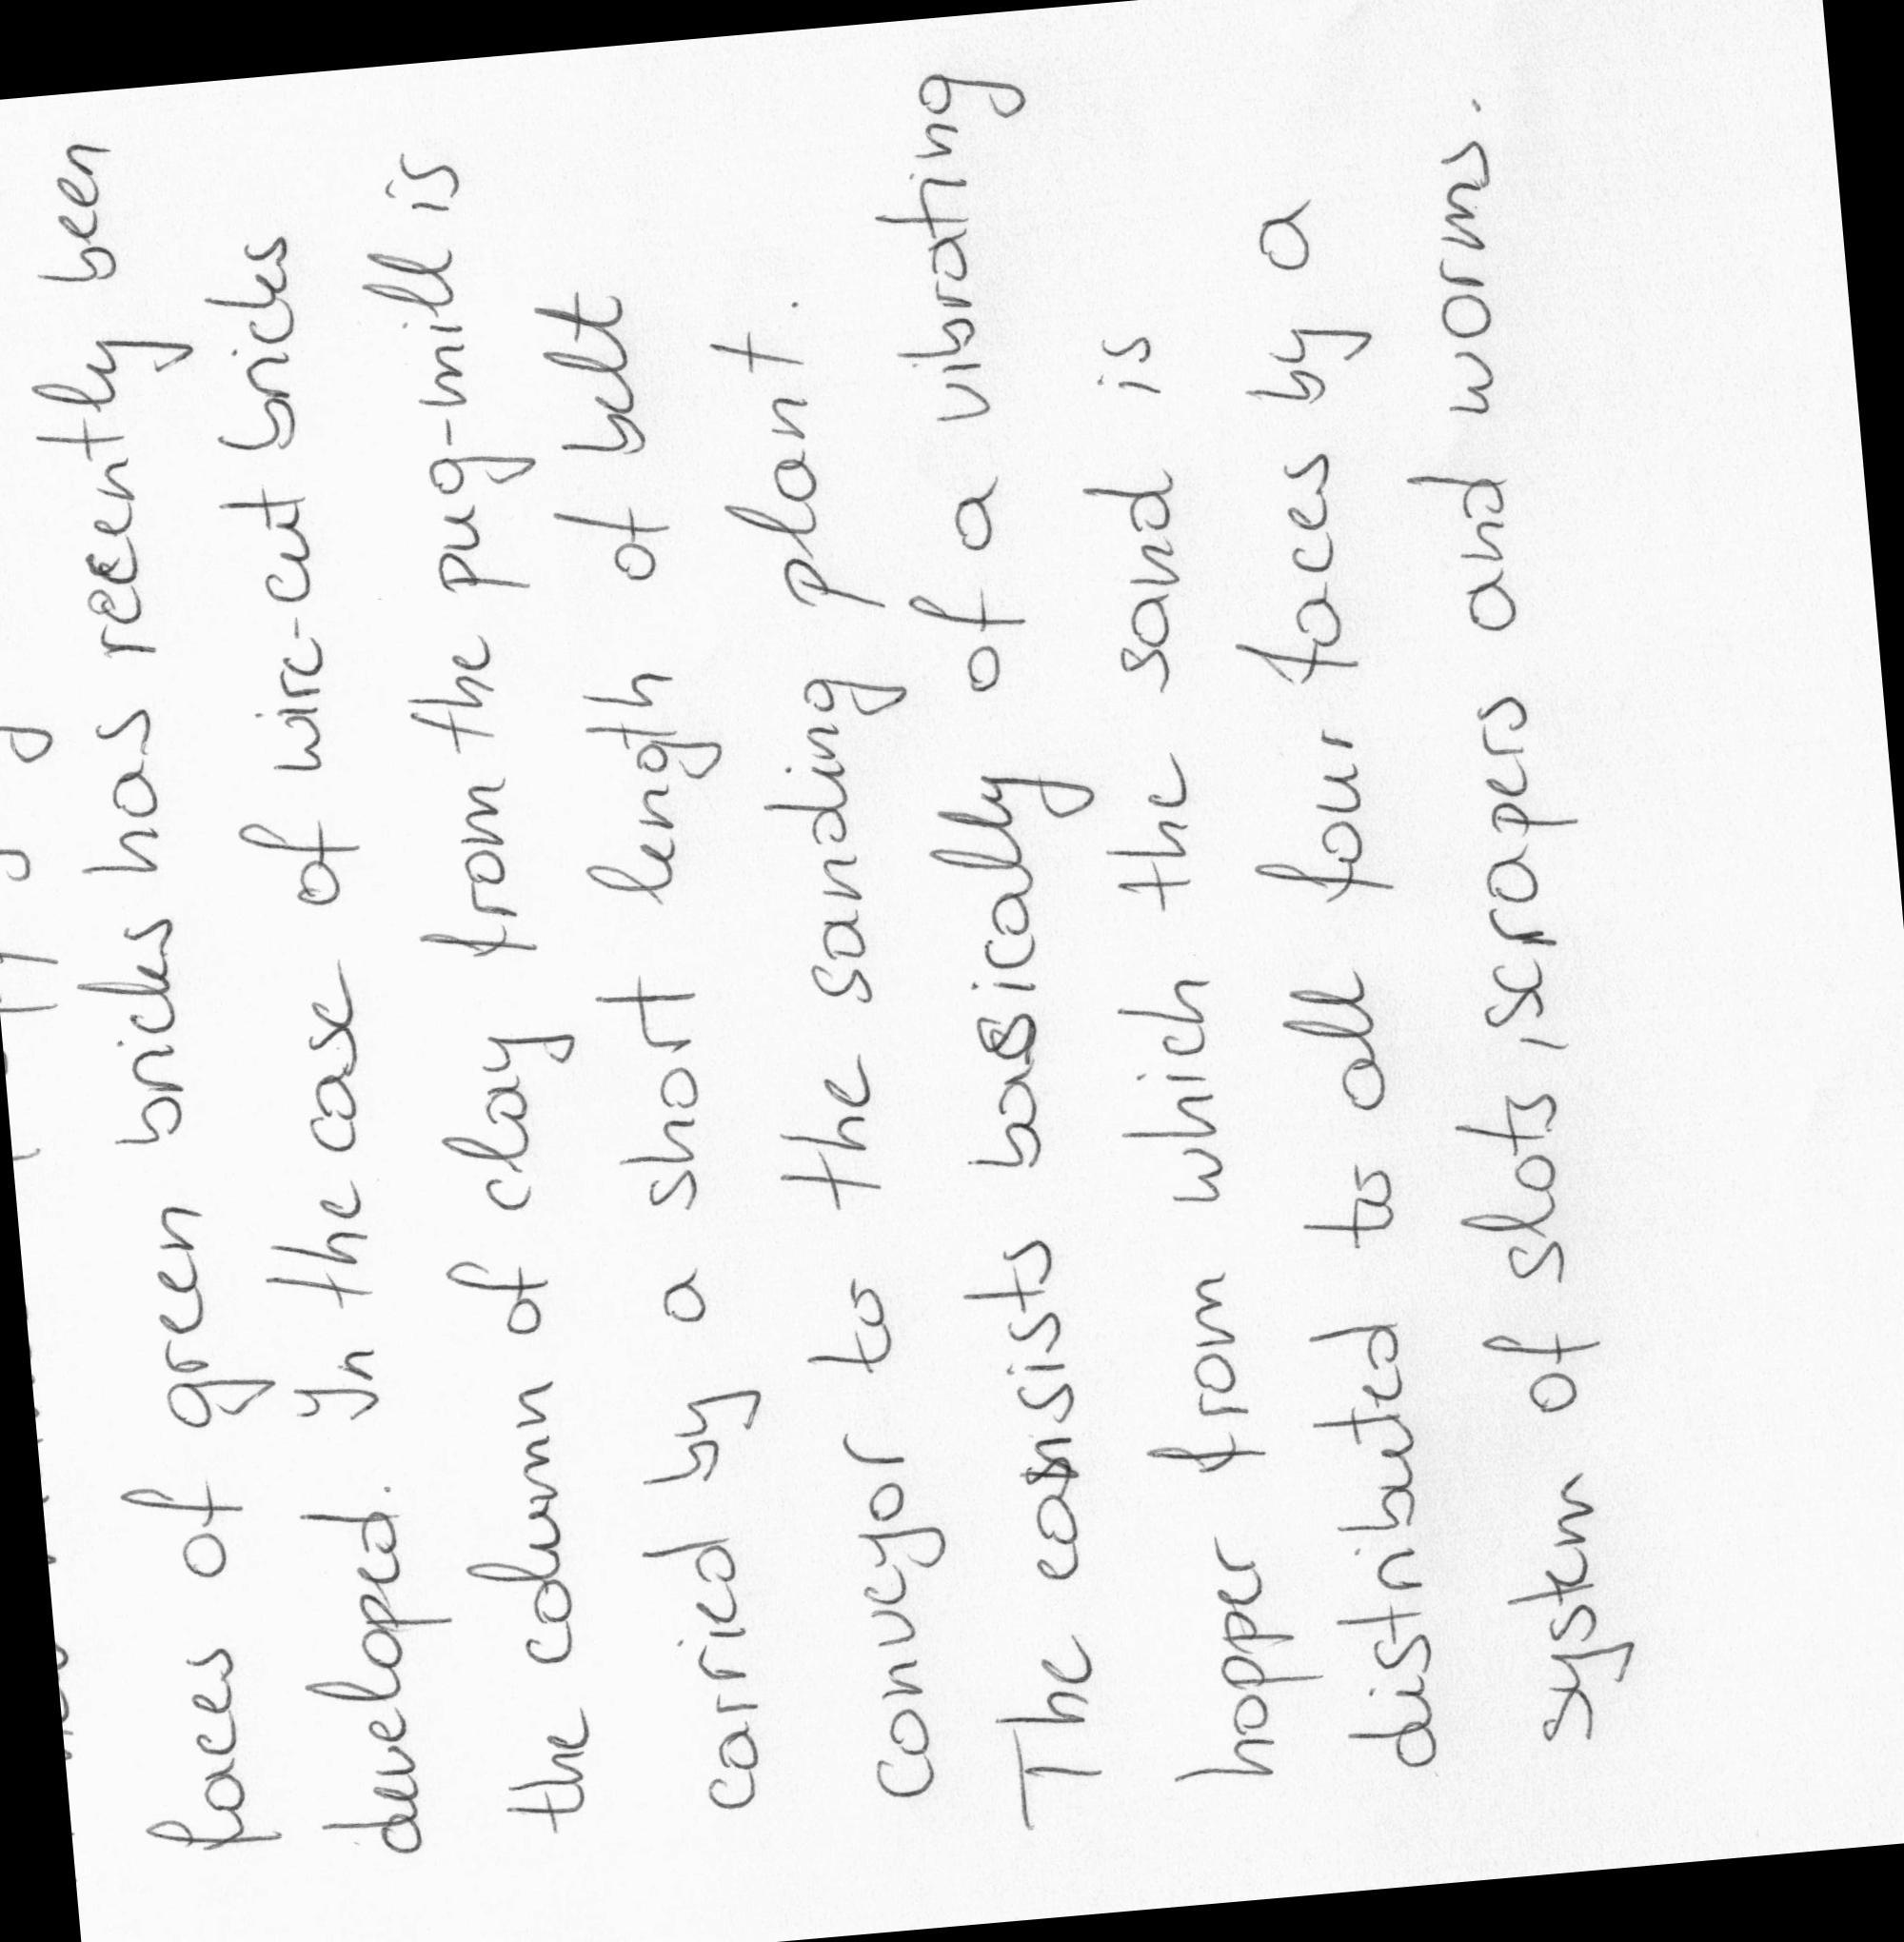 faces of green bricks has recently been
developed. In the case of wire-cut bricks
the column of clay from the pug-mill is
carried by a short length of belt
conveyor to the sanding plant.
The consists basically of a vibrating
hopper from which the sand is
distributed to all four faces by a
system of slots, scrapers and worms.